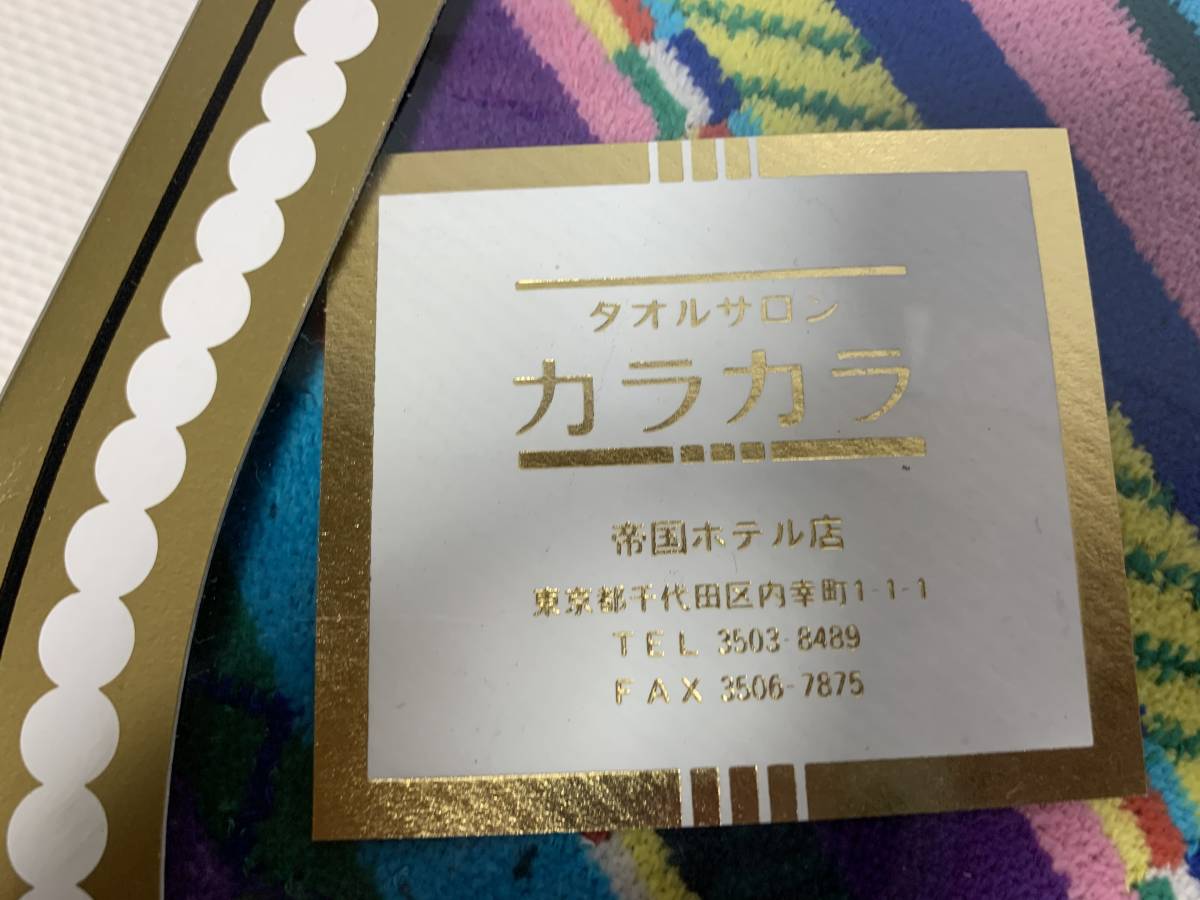 タオルサロン
カラカラ
帝国ホテル店
東京都千代田区内幸町1-1-1
TEL 3503-8489
FAX 3506-7875